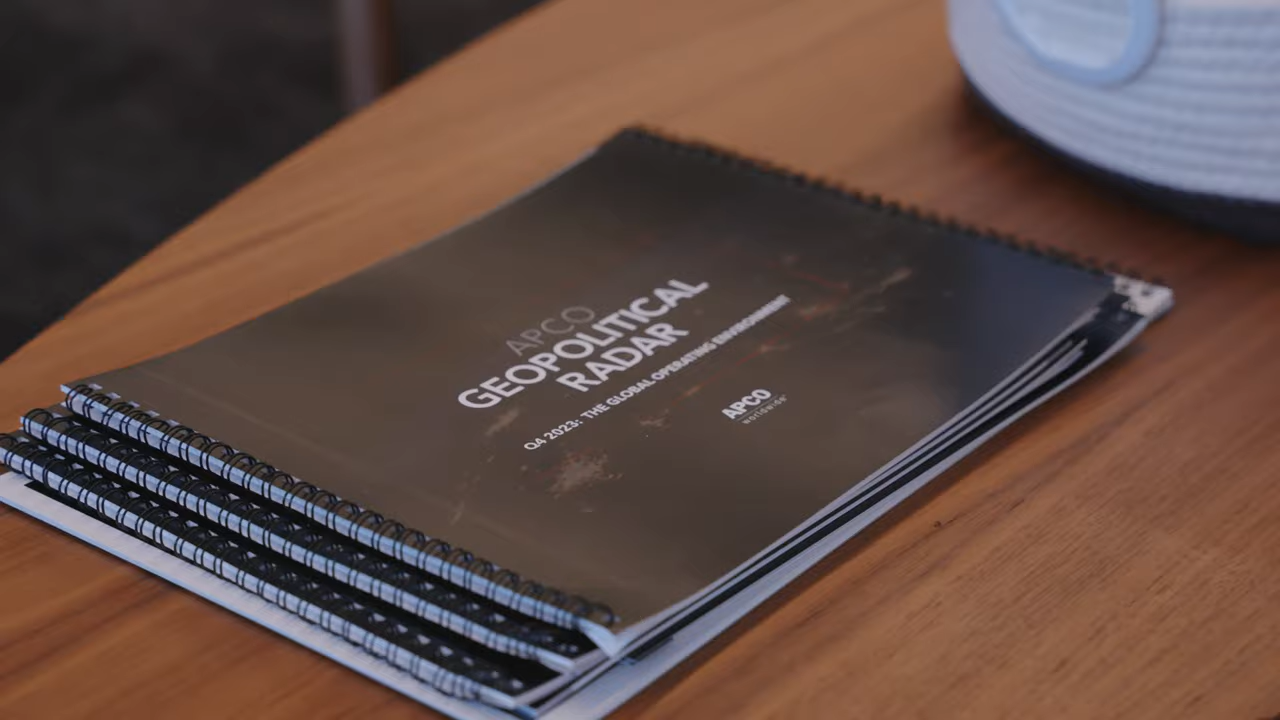 APCO
GEOPOLITICAL
RADAR
Q4 2023: THE GLOBAL OPERATING ENVIRONMENT
APCO
worldwide